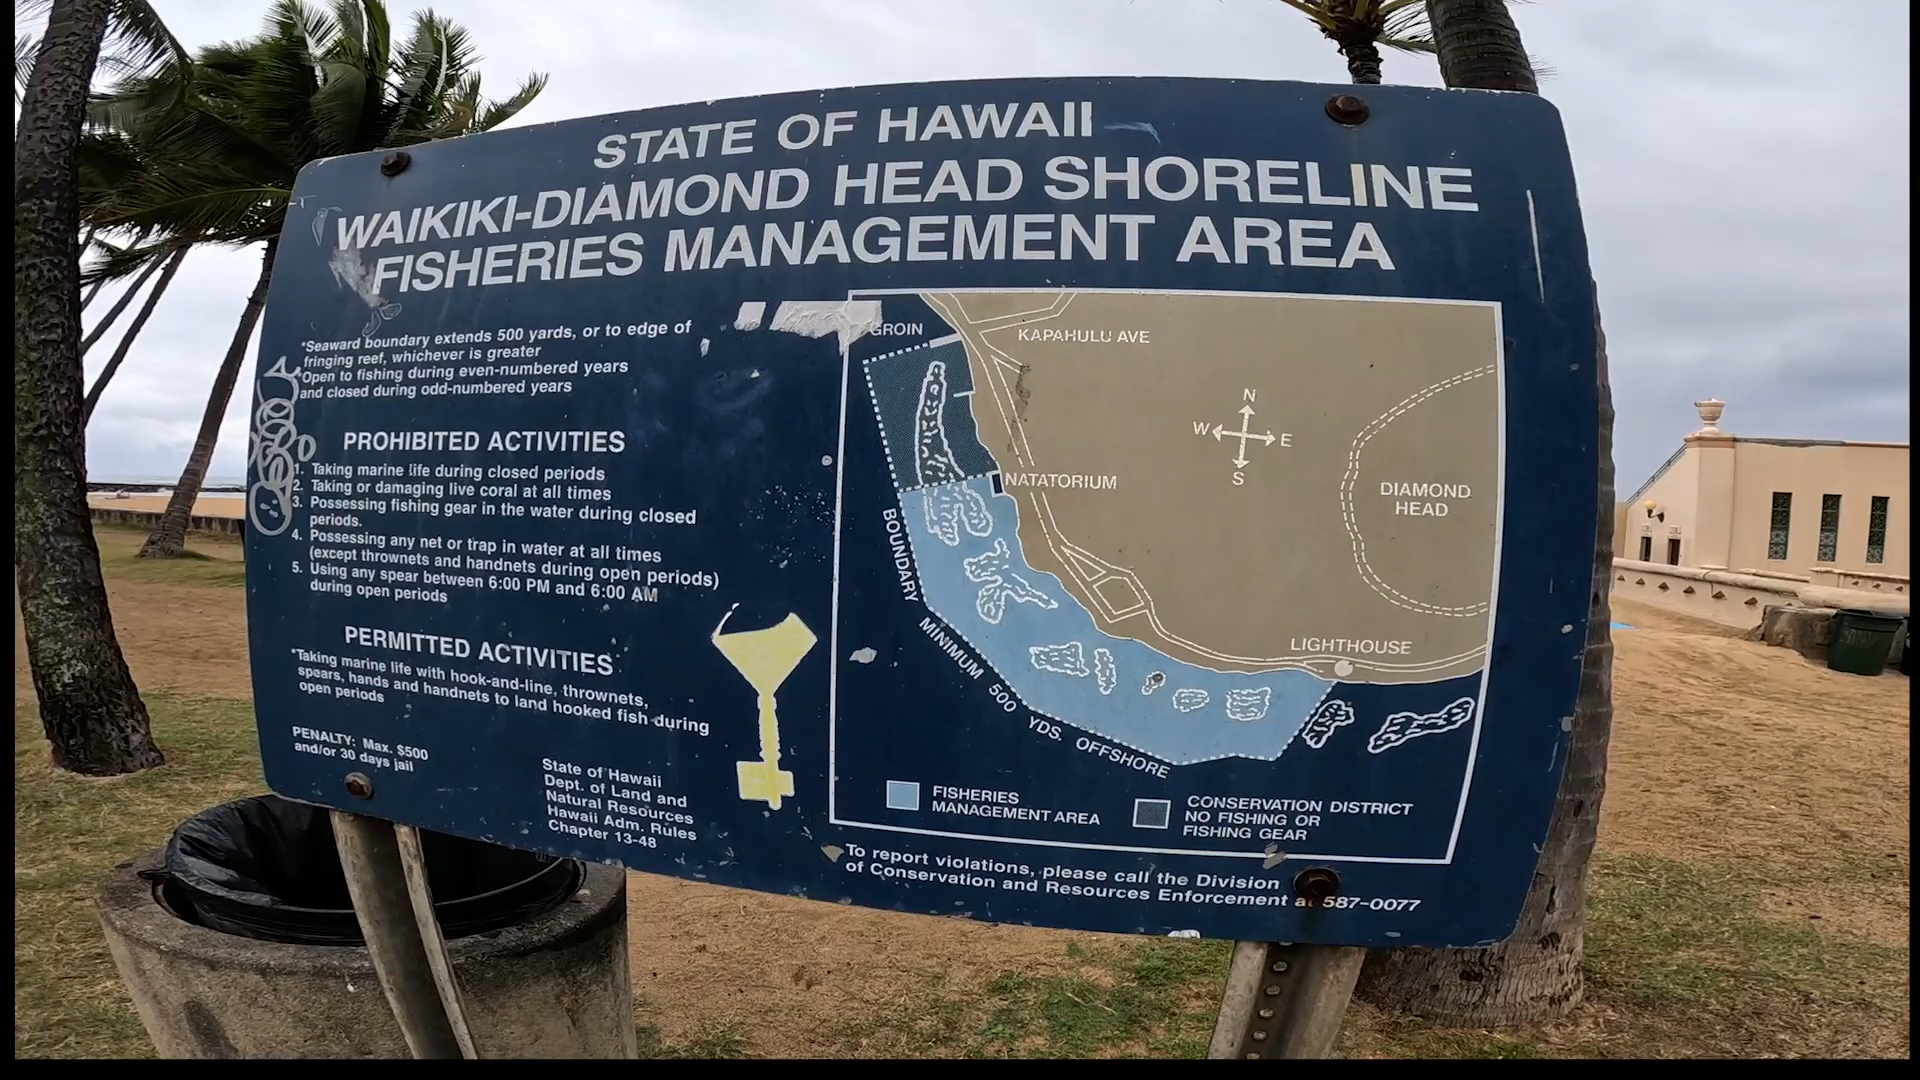 STATE OF HAWAII
WAIKIKI-DIAMOND HEAD SHORELINE
FISHERIES MANAGEMENT AREA
*Seaward boundary extends 500 yards, or to edge of
fringing reef, whichever is greater
*Open to fishing during even-numbered years
and closed during odd-numbered years
PROHIBITED ACTIVITIES
1. Taking marine life during closed periods
2. Taking or damaging live coral at all times
3. Possessing fishing gear in the water during closed
periods.
4. Possessing any net or trap in water at all times
(except thrownets and handnets during open periods)
5. Using any spear between 6:00 PM and 6:00 AM
during open periods
PERMITTED ACTIVITIES
*Taking marine life with hook-and-line, thrownets,
spears, hands and handnets to land hooked fish during
open periods
PENALTY: Max. $500
and/or 30 days jail
State of Hawaii
Dept. of Land and
Natural Resources
Hawaii Adm. Rules
Chapter 13-48
GROIN
KAPAHULU AVE
N
W
E
S
NATATORIUM
DIAMOND
HEAD
LIGHTHOUSE
BOUNDARY
MINIMUM 500 YDS. OFFSHORE
FISHERIES
MANAGEMENT AREA
CONSERVATION DISTRICT
NO FISHING OR
FISHING GEAR
To report violations, please call the Division
of Conservation and Resources Enforcement at 587-0077